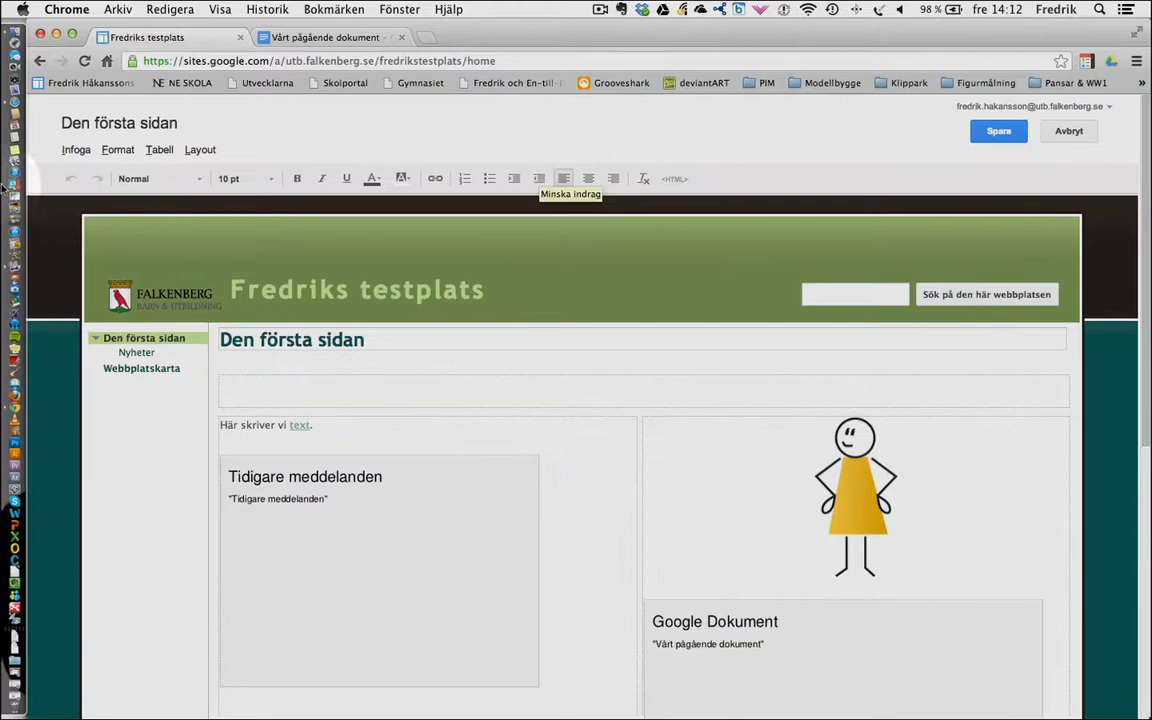 Chrome Arkiv Redigera Visa Historik Bokmärken Fönster Hjälp 98 % fre 14:12 Fredrik
Fredriks testplats Vårt pågående dokument -
https://sites.google.com/a/utb.falkenberg.se/fredrikstestplats/home
Fredrik Håkanssons NE NE SKOLA Utvecklarna Skolportal Gymnasiet Fredrik och En-till- Grooveshark deviantART PIM Modellbygge Klippark Figurmålning Pansar & WW1 »
fredrik.hakansson@utb.falkenberg.se
Den första sidan
Spara Avbryt
Infoga Format Tabell Layout
Normal 10 pt B I U A A <HTML>
Minska indrag
FALKENBERG
BARN & UTBILDNING
Fredriks testplats
Sök på den här webbplatsen
Den första sidan
Nyheter
Webbplatskarta
Den första sidan
Här skriver vi text.
Tidigare meddelanden
"Tidigare meddelanden"
Google Dokument
"Vårt pågående dokument"